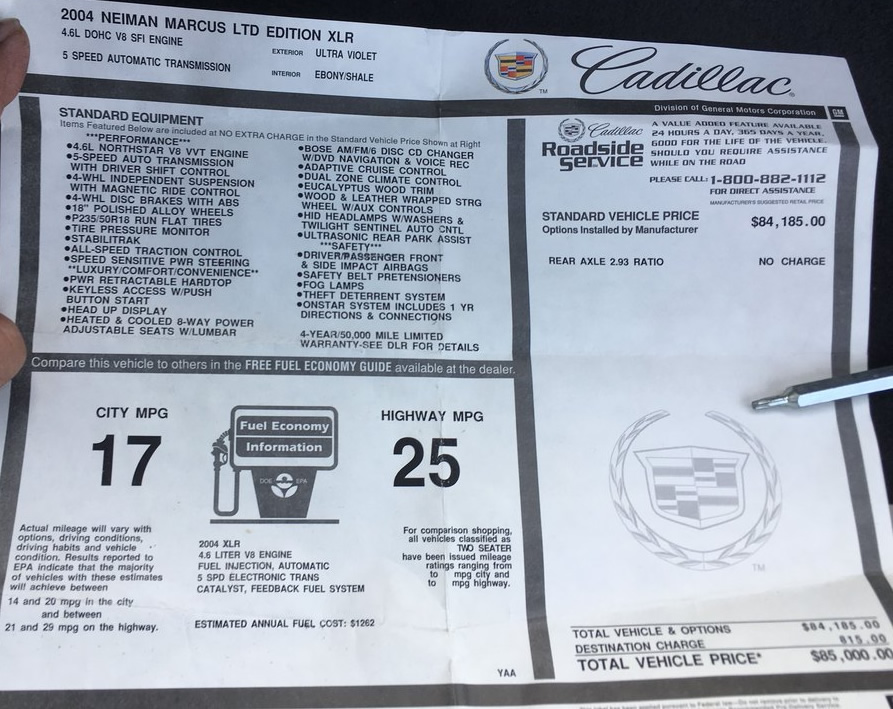 2004 NEIMAN MARCUS LTD EDITION XLR
4.6L DOHC V8 SFI ENGINE
5 SPEED AUTOMATIC TRANSMISSION
EXTERIOR ULTRA VIOLET
INTERIOR EBONY/SHALE
TM
Cadillac
Division of General Motors Corporation GM
STANDARD EQUIPMENT
Items Featured Below are included at NO EXTRA CHARGE in the Standard Vehicle Price Shown at Right
***PERFORMANCE***
•4.6L NORTHSTAR V8 VVT ENGINE
•5-SPEED AUTO TRANSMISSION
WITH DRIVER SHIFT CONTROL
•4-WHL INDEPENDENT SUSPENSION
WITH MAGNETIC RIDE CONTROL
•4-WHL DISC BRAKES WITH ABS
•18" POLISHED ALLOY WHEELS
•P235/50R18 RUN FLAT TIRES
•TIRE PRESSURE MONITOR
•STABILITRAK
•ALL-SPEED TRACTION CONTROL
•SPEED SENSITIVE PWR STEERING
**LUXURY/COMFORT/CONVENIENCE**
•PWR RETRACTABLE HARDTOP
•KEYLESS ACCESS W/PUSH
BUTTON START
•HEAD UP DISPLAY
•HEATED & COOLED 8-WAY POWER
ADJUSTABLE SEATS W/LUMBAR
•BOSE AM/FM/6 DISC CD CHANGER
W/DVD NAVIGATION & VOICE REC
•ADAPTIVE CRUISE CONTROL
•DUAL ZONE CLIMATE CONTROL
•EUCALYPTUS WOOD TRIM
•WOOD & LEATHER WRAPPED STRG
WHEEL W/AUX CONTROLS
•HID HEADLAMPS W/WASHERS &
TWILIGHT SENTINEL AUTO CNTL
•ULTRASONIC REAR PARK ASSIST
***SAFETY***
•DRIVER/PASSENGER FRONT
& SIDE IMPACT AIRBAGS
•SAFETY BELT PRETENSIONERS
•FOG LAMPS
•THEFT DETERRENT SYSTEM
•ONSTAR SYSTEM INCLUDES 1 YR
DIRECTIONS & CONNECTIONS
4-YEAR/50,000 MILE LIMITED
WARRANTY-SEE DLR FOR DETAILS
Cadillac
Roadside
Service
A VALUE ADDED FEATURE AVAILABLE
24 HOURS A DAY, 365 DAYS A YEAR,
GOOD FOR THE LIFE OF THE VEHICLE.
SHOULD YOU REQUIRE ASSISTANCE
WHILE ON THE ROAD
PLEASE CALL: 1-800-882-1112
FOR DIRECT ASSISTANCE
MANUFACTURER'S SUGGESTED RETAIL PRICE
STANDARD VEHICLE PRICE $84,185.00
Options Installed by Manufacturer
REAR AXLE 2.93 RATIO NO CHARGE
Compare this vehicle to others in the FREE FUEL ECONOMY GUIDE available at the dealer.
CITY MPG
17
Fuel Economy
Information
DOE EPA
HIGHWAY MPG
25
Actual mileage will vary with
options, driving conditions,
driving habits and vehicle
condition. Results reported to
EPA indicate that the majority
of vehicles with these estimates
will achieve between
14 and 20 mpg in the city
and between
21 and 29 mpg on the highway.
2004 XLR
4.6 LITER V8 ENGINE
FUEL INJECTION, AUTOMATIC
5 SPD ELECTRONIC TRANS
CATALYST, FEEDBACK FUEL SYSTEM
ESTIMATED ANNUAL FUEL COST: $1262
For comparison shopping,
all vehicles classified as
TWO SEATER
have been issued mileage
ratings ranging from
to mpg city and
to mpg highway.
YAA
TM
TOTAL VEHICLE & OPTIONS $84,185.00
DESTINATION CHARGE 815.00
TOTAL VEHICLE PRICE* $85,000.00